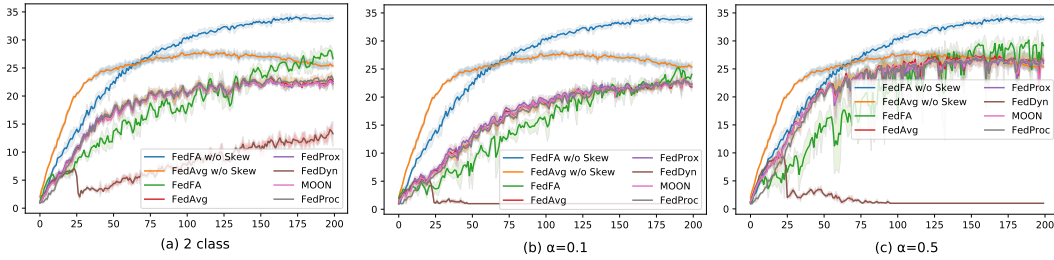 35
30
25
20
15
10
5
0
0 25 50 75 100 125 150 175 200
FedFA w/o Skew FedProx
FedAvg w/o Skew FedDyn
FedFA MOON
FedAvg FedProc
(a) 2 class
35
30
25
20
15
10
5
0
0 25 50 75 100 125 150 175 200
FedFA w/o Skew FedProx
FedAvg w/o Skew FedDyn
FedFA MOON
FedAvg FedProc
(b) α=0.1
35
30
25
20
15
10
5
0
0 25 50 75 100 125 150 175 200
FedFA w/o Skew FedProx
FedAvg w/o Skew FedDyn
FedFA MOON
FedAvg FedProc
(c) α=0.5